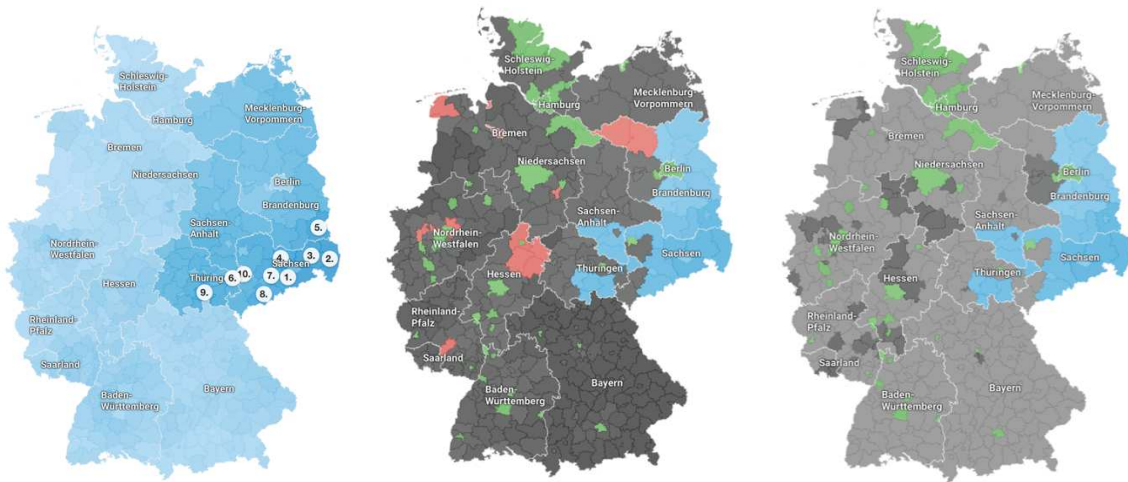 Schleswig-
Holstein
Mecklenburg-
Vorpommern
Hamburg
Bremen
Niedersachsen
Berlin
Brandenburg
Sachsen-
Anhalt
Nordrhein-
Westfalen
5.
4.
3.
2.
Sachsen
Thüring
6.
10.
7.
1.
9.
8.
Hessen
Rheinland-
Pfalz
Saarland
Baden-
Württemberg
Bayern
Schleswig-
Holstein
Mecklenburg-
Vorpommern
Hamburg
Bremen
Niedersachsen
Berlin
Brandenburg
Sachsen-
Anhalt
Nordrhein-
Westfalen
Sachsen
Thüringen
Hessen
Rheinland-
Pfalz
Saarland
Baden-
Württemberg
Bayern
Schleswig-
Holstein
Mecklenburg-
Vorpommern
Hamburg
Bremen
Niedersachsen
Berlin
Brandenburg
Sachsen-
Anhalt
Nordrhein-
Westfalen
Sachsen
Thüringen
Hessen
Rheinland-
Pfalz
Saarland
Baden-
Württemberg
Bayern